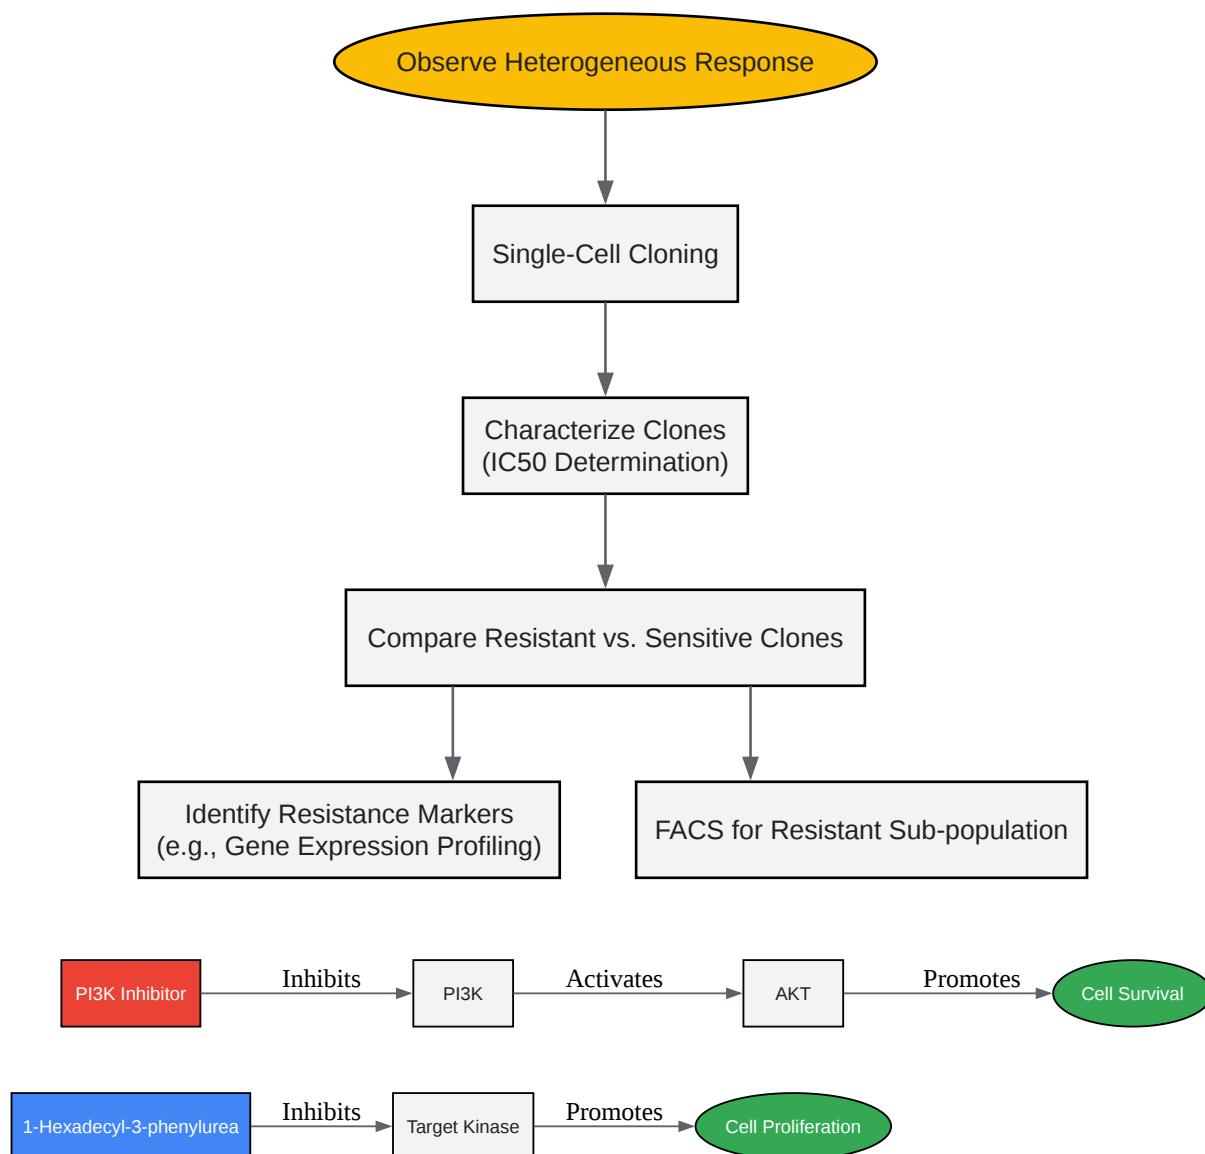 Observe Heterogeneous Response
Single-Cell Cloning
Characterize Clones
(IC50 Determination)
Compare Resistant vs. Sensitive Clones
Identify Resistance Markers
(e.g., Gene Expression Profiling)
FACS for Resistant Sub-population
PI3K Inhibitor
Inhibits
PI3K
Activates
AKT
Promotes
Cell Survival
1-Hexadecyl-3-phenylurea
Inhibits
Target Kinase
Promotes
Cell Proliferation